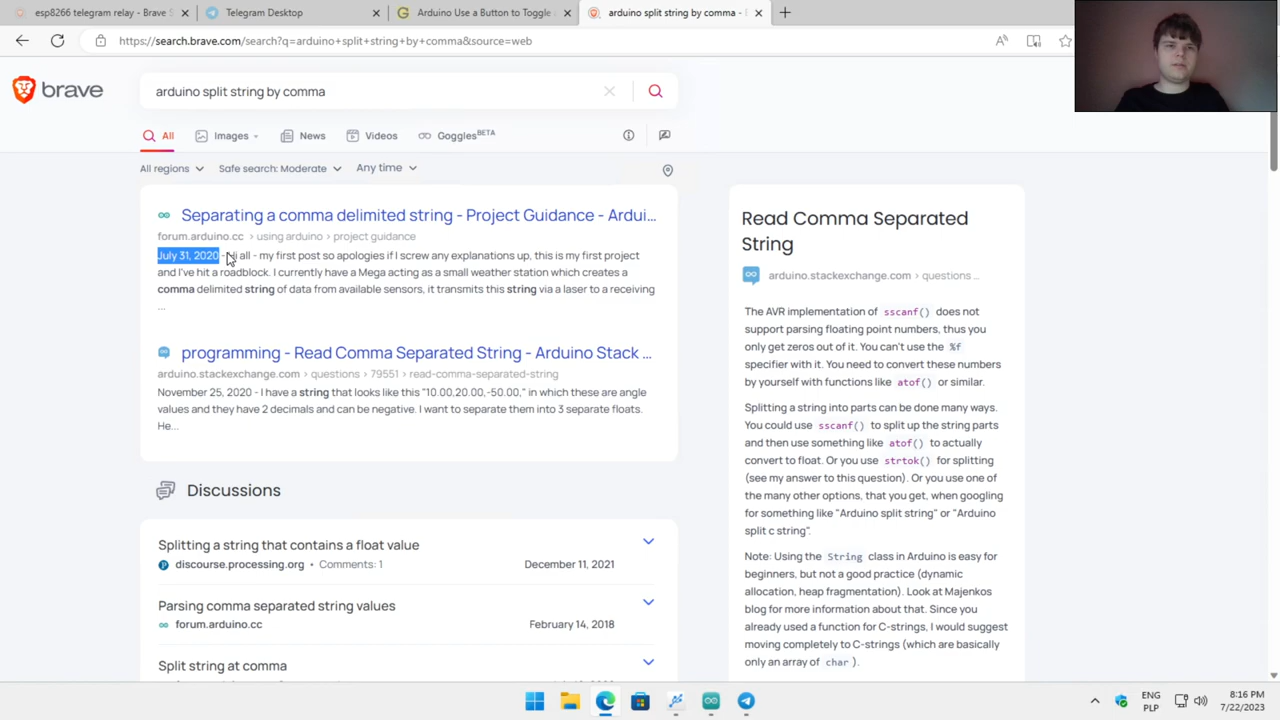 esp8266 telegram relay - Brave S
Telegram Desktop
Arduino Use a Button to Toggle
arduino split string by comma -
https://search.brave.com/search?q=arduino+split+string+by+comma&source=web
brave
arduino split string by comma
All
Images
News
Videos
Goggles BETA
All regions
Safe search: Moderate
Any time
Separating a comma delimited string - Project Guidance - Ardui...
forum.arduino.cc › using arduino › project guidance
July 31, 2020 - Hi all - my first post so apologies if I screw any explanations up, this is my first project
and I've hit a roadblock. I currently have a Mega acting as a small weather station which creates a
comma delimited string of data from available sensors, it transmits this string via a laser to a receiving
...
programming - Read Comma Separated String - Arduino Stack ...
arduino.stackexchange.com › questions › 79551 › read-comma-separated-string
November 25, 2020 - I have a string that looks like this "10.00,20.00,-50.00," in which these are angle
values and they have 2 decimals and can be negative. I want to separate them into 3 separate floats.
He...
Discussions
Splitting a string that contains a float value
discourse.processing.org • Comments: 1
December 11, 2021
Parsing comma separated string values
forum.arduino.cc
February 14, 2018
Split string at comma
Read Comma Separated
String
arduino.stackexchange.com › questions ...
The AVR implementation of sscanf() does not
support parsing floating point numbers, thus you
only get zeros out of it. You can't use the %f
specifier with it. You need to convert these numbers
by yourself with functions like atof() or similar.
Splitting a string into parts can be done many ways.
You could use sscanf() to split up the string parts
and then use something like atof() to actually
convert to float. Or you use strtok() for splitting
(see my answer to this question). Or you use one of
the many other options, that you get, when googling
for something like "Arduino split string" or "Arduino
split c string".
Note: Using the String class in Arduino is easy for
beginners, but not a good practice (dynamic
allocation, heap fragmentation). Look at Majenkos
blog for more information about that. Since you
already used a function for C-strings, I would suggest
moving completely to C-strings (which are basically
only an array of char ).
ENG
PLP
8:16 PM
7/22/2023